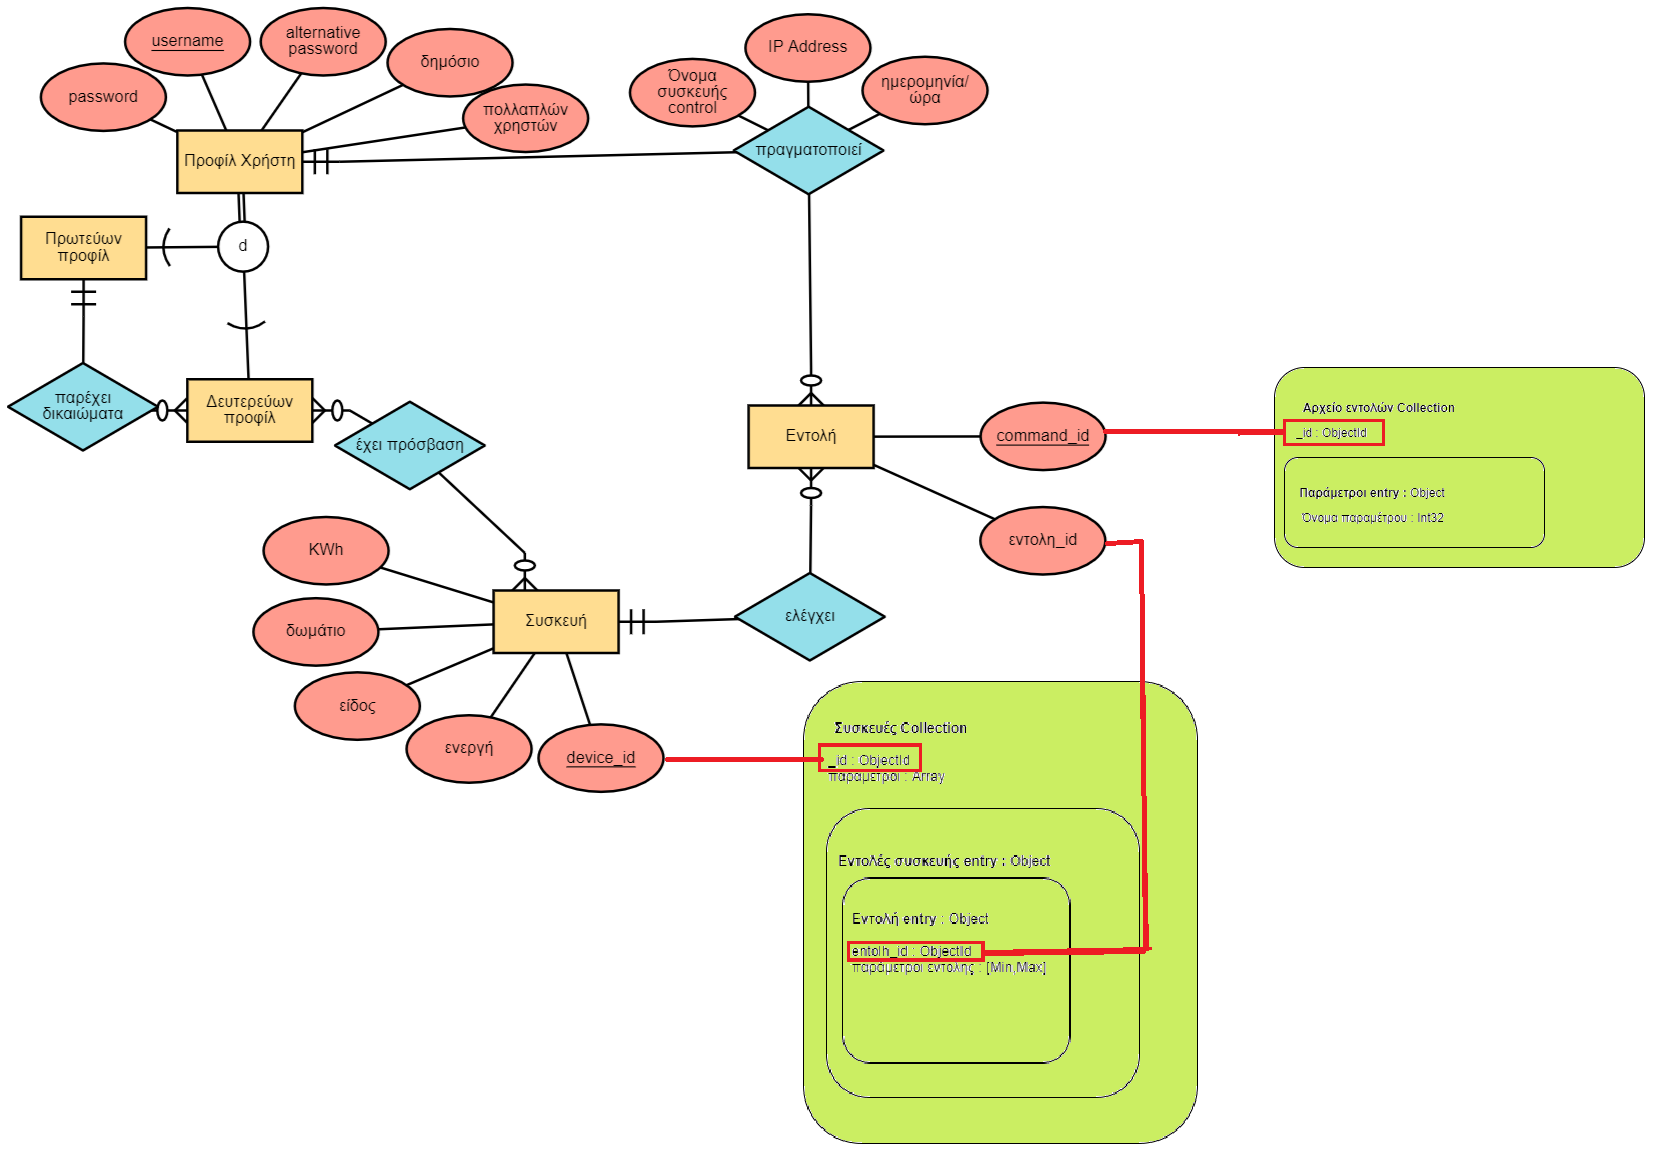 username
alternative
password
δημόσιο
password
πολλαπλών
χρηστών
Προφίλ Χρήστη
Όνομα
συσκευής
control
IP Address
ημερομηνία/
ώρα
πραγματοποιεί
Πρωτεύων
προφίλ
d
παρέχει
δικαιώματα
Δευτερεύων
προφίλ
έχει πρόσβαση
Εντολή
command_id
εντολη_id
Αρχείο εντολών Collection
_id : ObjectId
Παράμετροι entry : Object
Όνομα παραμέτρου : Int32
KWh
δωμάτιο
είδος
ενεργή
device_id
Συσκευή
ελέγχει
Συσκευές Collection
_id : ObjectId
παράμετροι : Array
Εντολές συσκευής entry : Object
Εντολή entry : Object
entolh_id : ObjectId
παράμετροι εντολής : [Min,Max]